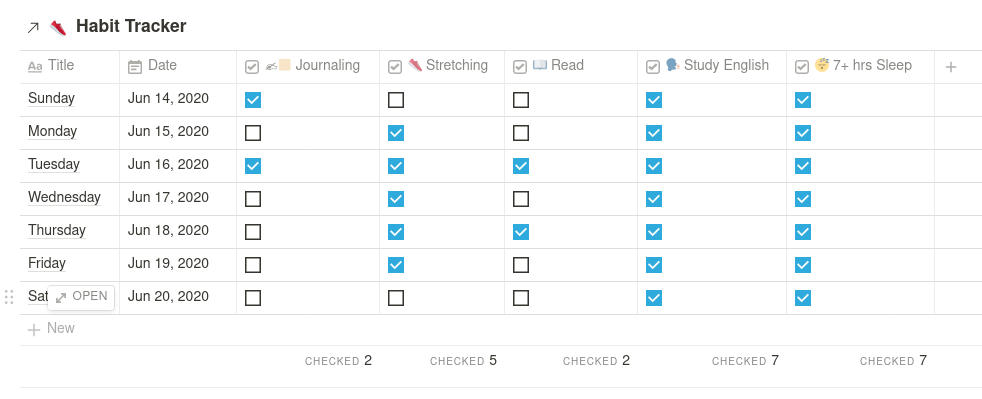 Habit Tracker
Aa Title Date Journaling Stretching Read Study English 7+ hrs Sleep
Sunday Jun 14, 2020
Monday Jun 15, 2020
Tuesday Jun 16, 2020
Wednesday Jun 17, 2020
Thursday Jun 18, 2020
Friday Jun 19, 2020
Sat OPEN Jun 20, 2020
New
CHECKED 2 CHECKED 5 CHECKED 2 CHECKED 7 CHECKED 7